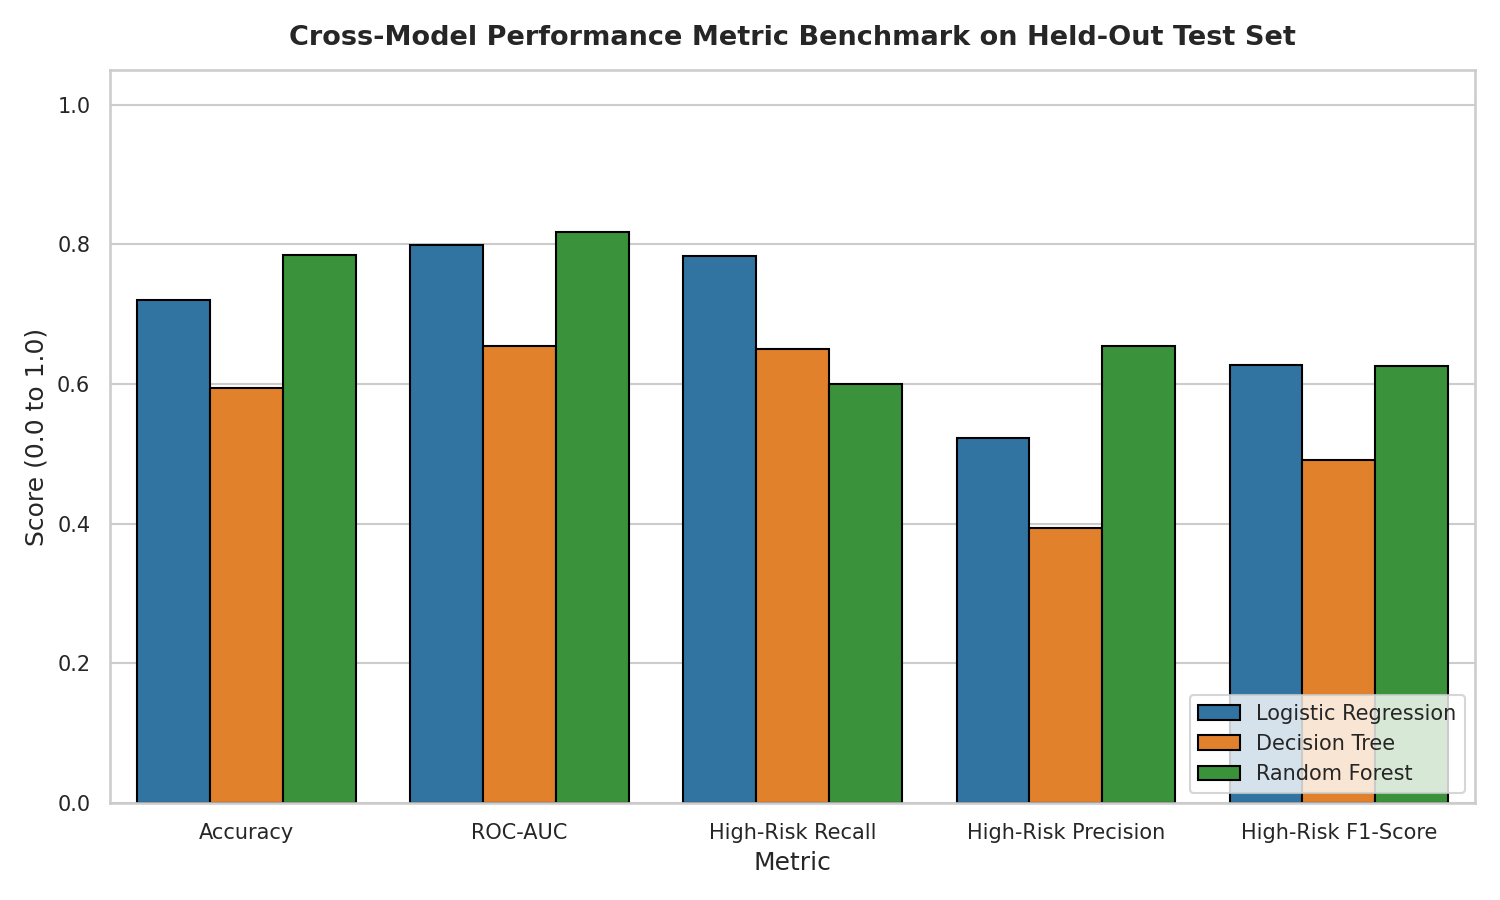 Cross-Model Performance Metric Benchmark on Held-Out Test Set
Score (0.0 to 1.0)
1.0
0.8
0.6
0.4
0.2
0.0
Logistic Regression
Decision Tree
Random Forest
Accuracy
ROC-AUC
High-Risk Recall
High-Risk Precision
High-Risk F1-Score
Metric